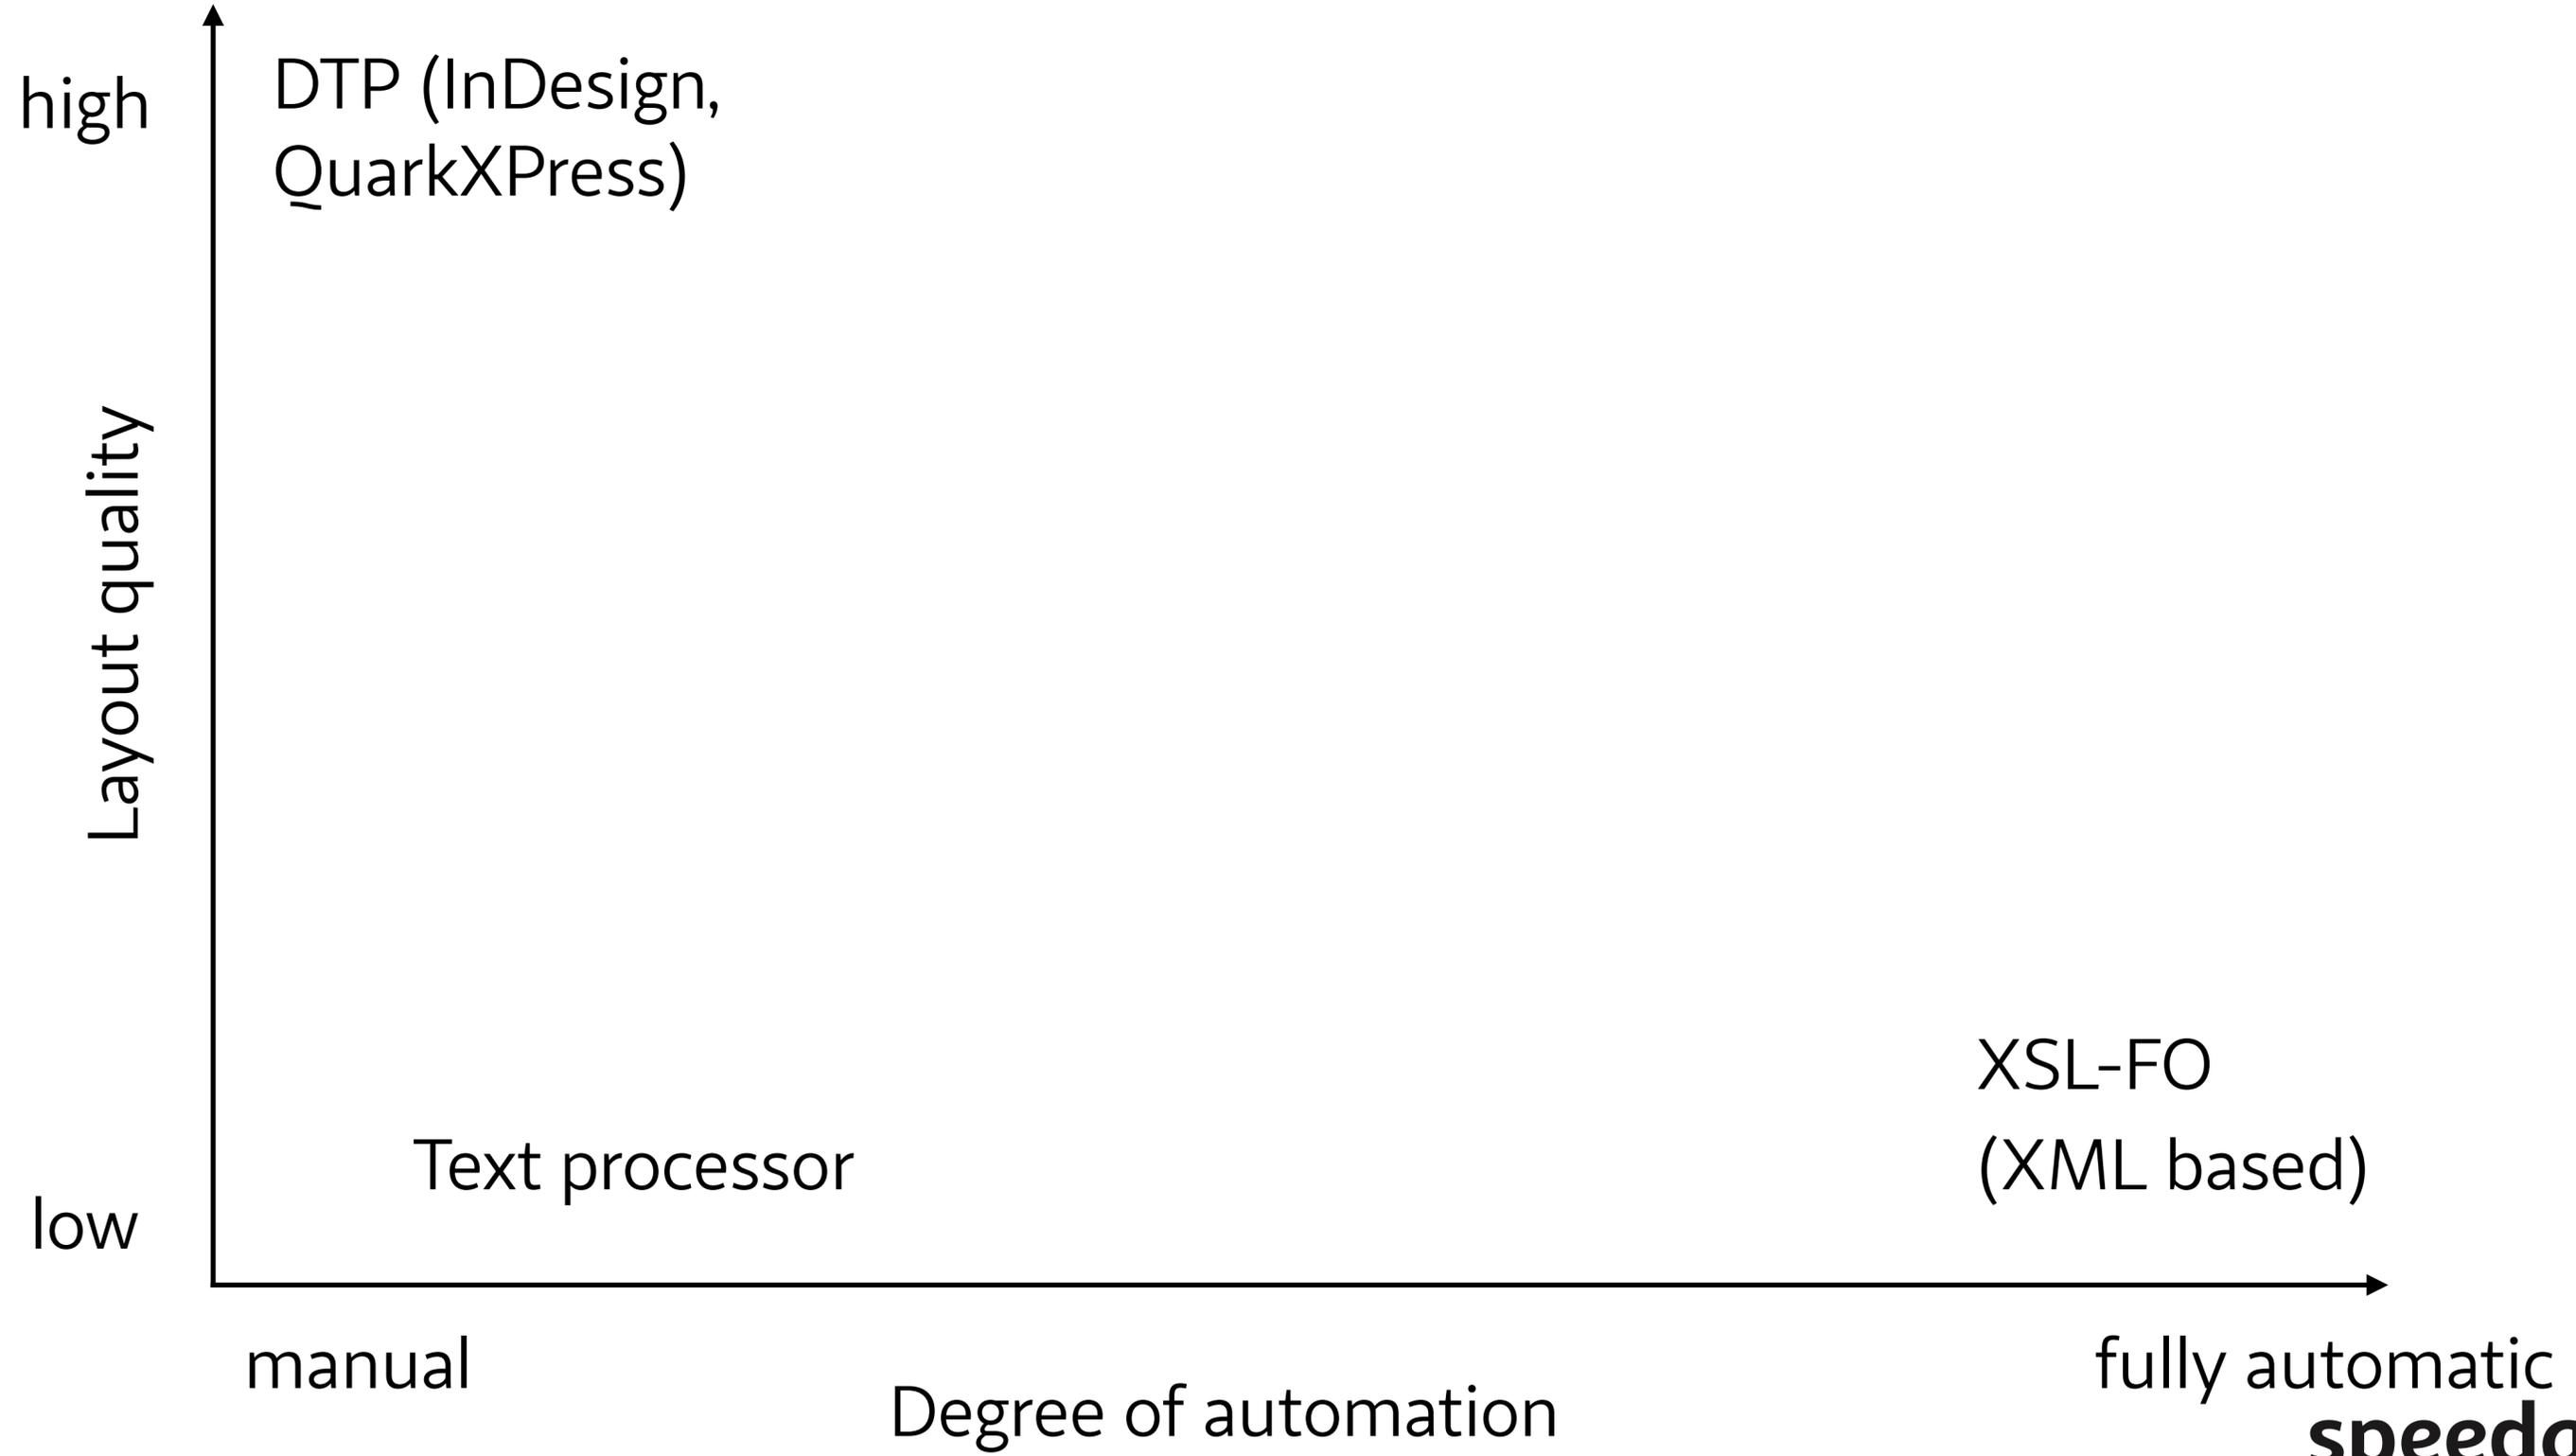 high
DTP (InDesign,
QuarkXPress)
Layout quality
XSL-FO
Text processor
(XML based)
low
manual
fully automatic
Degree of automation